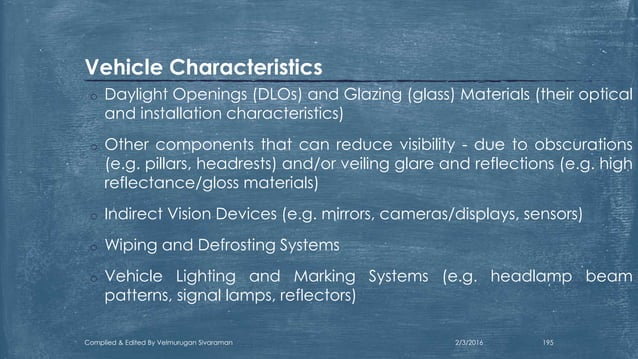 Vehicle Characteristics
o Daylight Openings (DLOs) and Glazing (glass) Materials (their optical
and installation characteristics)
o Other components that can reduce visibility - due to obscurations
(e.g. pillars, headrests) and/or veiling glare and reflections (e.g. high
reflectance/gloss materials)
o Indirect Vision Devices (e.g. mirrors, cameras/displays, sensors)
o Wiping and Defrosting Systems
o Vehicle Lighting and Marking Systems (e.g. headlamp beam
patterns, signal lamps, reflectors)
Complied & Edited By Velmurugan Sivaraman 2/3/2016 195